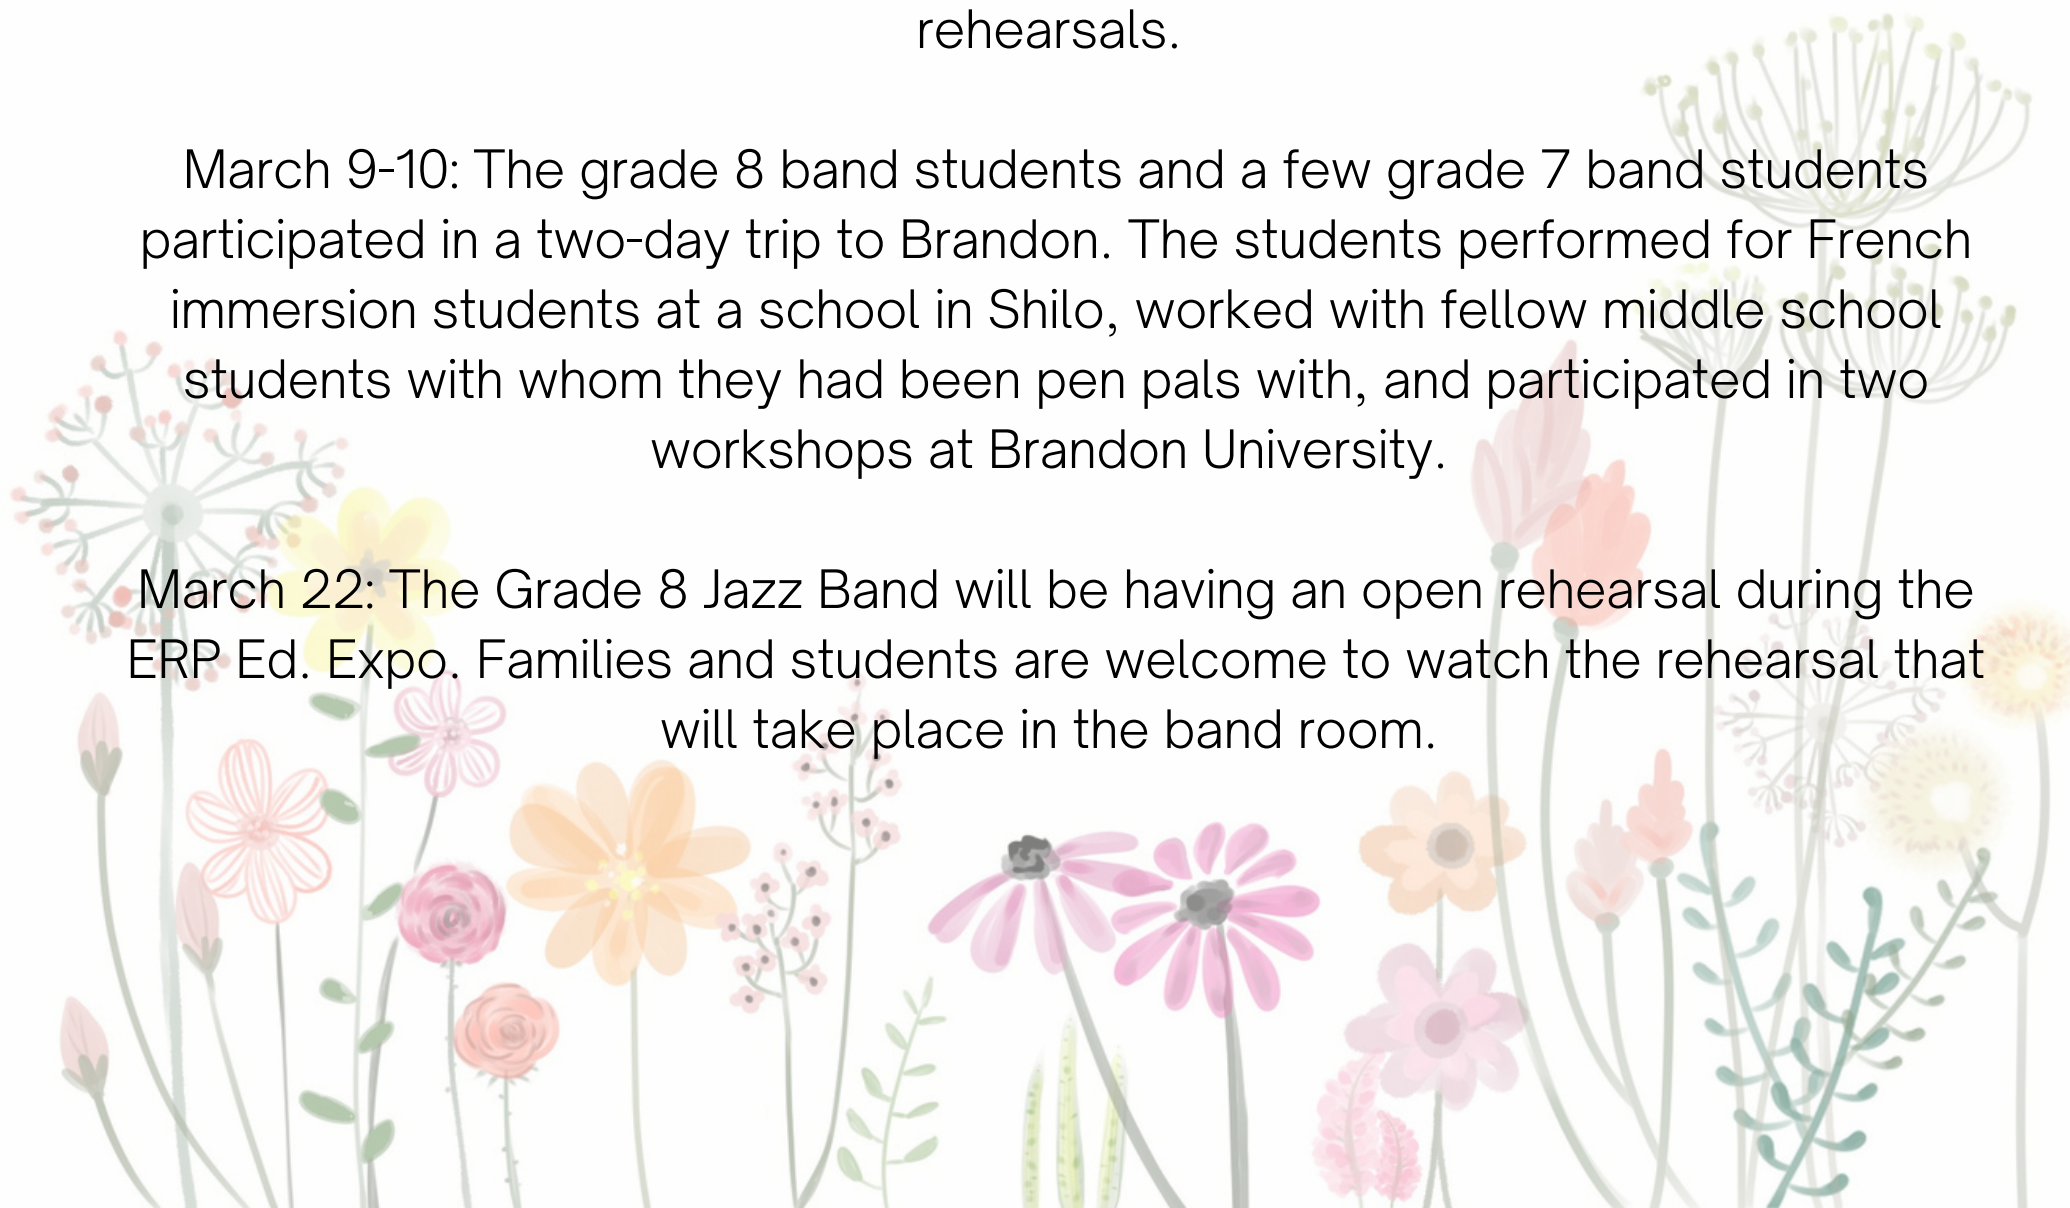 rehearsals.
March 9-10: The grade 8 band students and a few grade 7 band students
participated in a two-day trip to Brandon. The students performed for French
immersion students at a school in Shilo, worked with fellow middle school
students with whom they had been pen pals with, and participated in two
workshops at Brandon University.
March 22: The Grade 8 Jazz Band will be having an open rehearsal during the
ERP Ed. Expo. Families and students are welcome to watch the rehearsal that
will take place in the band room.